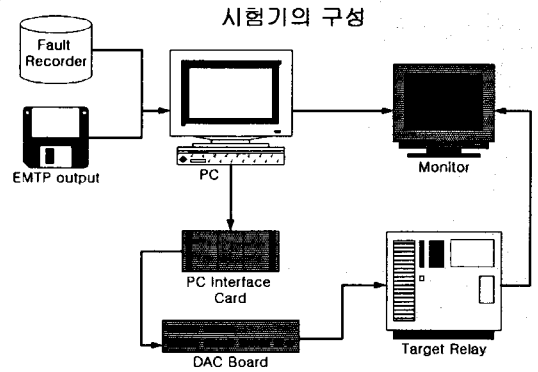 시험기의 구성
Fault
Recorder
EMTP output
PC
Monitor
PC Interface
Card
DAC Board
Target Relay